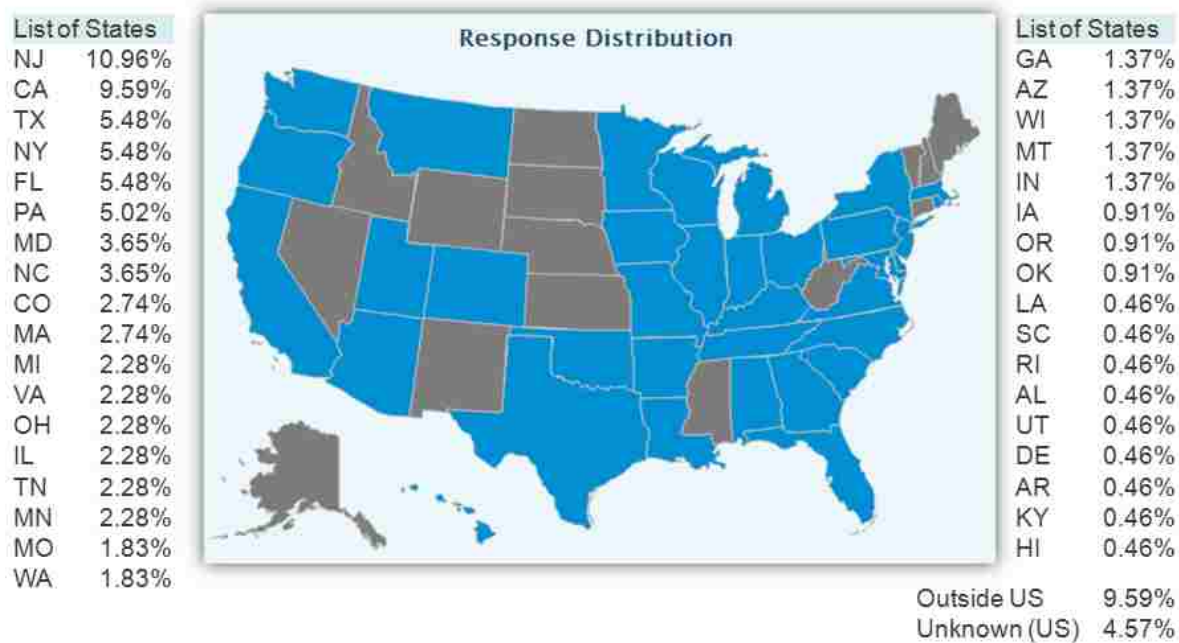 List of States
NJ 10.96%
CA 9.59%
TX 5.48%
NY 5.48%
FL 5.48%
PA 5.02%
MD 3.65%
NC 3.65%
CO 2.74%
MA 2.74%
MI 2.28%
VA 2.28%
OH 2.28%
IL 2.28%
TN 2.28%
MN 2.28%
MO 1.83%
WA 1.83%
Response Distribution
List of States
GA 1.37%
AZ 1.37%
WI 1.37%
MT 1.37%
IN 1.37%
IA 0.91%
OR 0.91%
OK 0.91%
LA 0.46%
SC 0.46%
RI 0.46%
AL 0.46%
UT 0.46%
DE 0.46%
AR 0.46%
KY 0.46%
HI 0.46%
Outside US 9.59%
Unknown (US) 4.57%